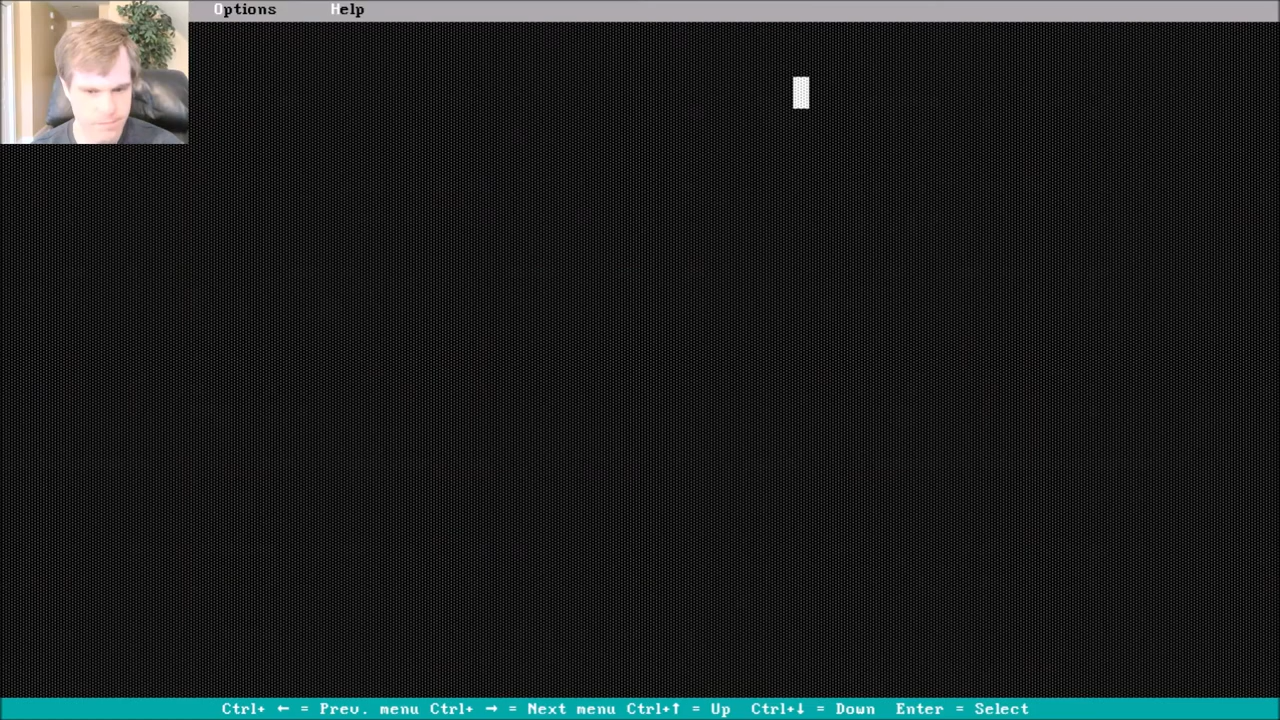 Options Help
Ctrl+ ← = Prev. menu Ctrl+ → = Next menu Ctrl+↑ = Up Ctrl+↓ = Down Enter = Select